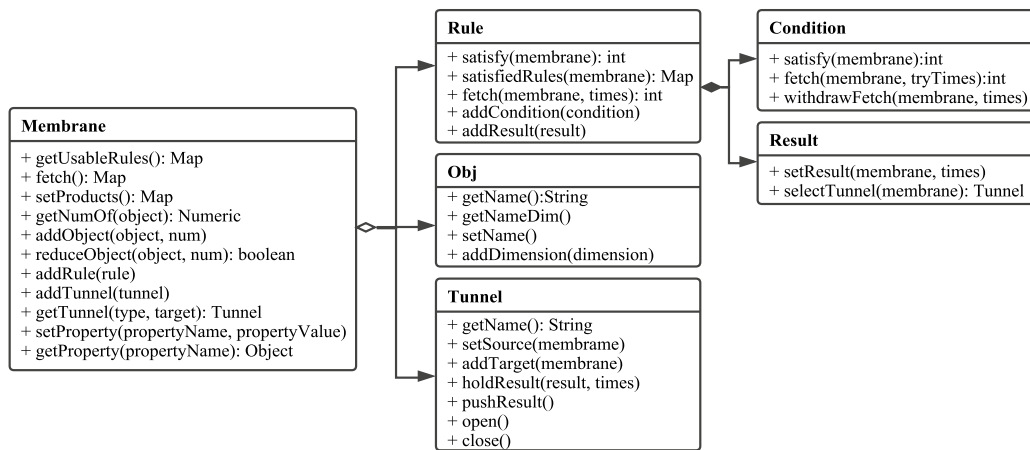 Membrane
+ getUsableRules(): Map
+ fetch(): Map
+ setProducts(): Map
+ getNumOf(object): Numeric
+ addObject(object, num)
+ reduceObject(object, num): boolean
+ addRule(rule)
+ addTunnel(tunnel)
+ getTunnel(type, target): Tunnel
+ setProperty(propertyName, propertyValue)
+ getProperty(propertyName): Object
Rule
+ satisfy(membrane): int
+ satisfiedRules(membrane): Map
+ fetch(membrane, times): int
+ addCondition(condition)
+ addResult(result)
Obj
+ getName():String
+ getNameDim()
+ setName()
+ addDimension(dimension)
Tunnel
+ getName(): String
+ setSource(membrame)
+ addTarget(membrane)
+ holdResult(result, times)
+ pushResult()
+ open()
+ close()
Condition
+ satisfy(membrane):int
+ fetch(membrane, tryTimes):int
+ withdrawFetch(membrane, times)
Result
+ setResult(membrane, times)
+ selectTunnel(membrane): Tunnel